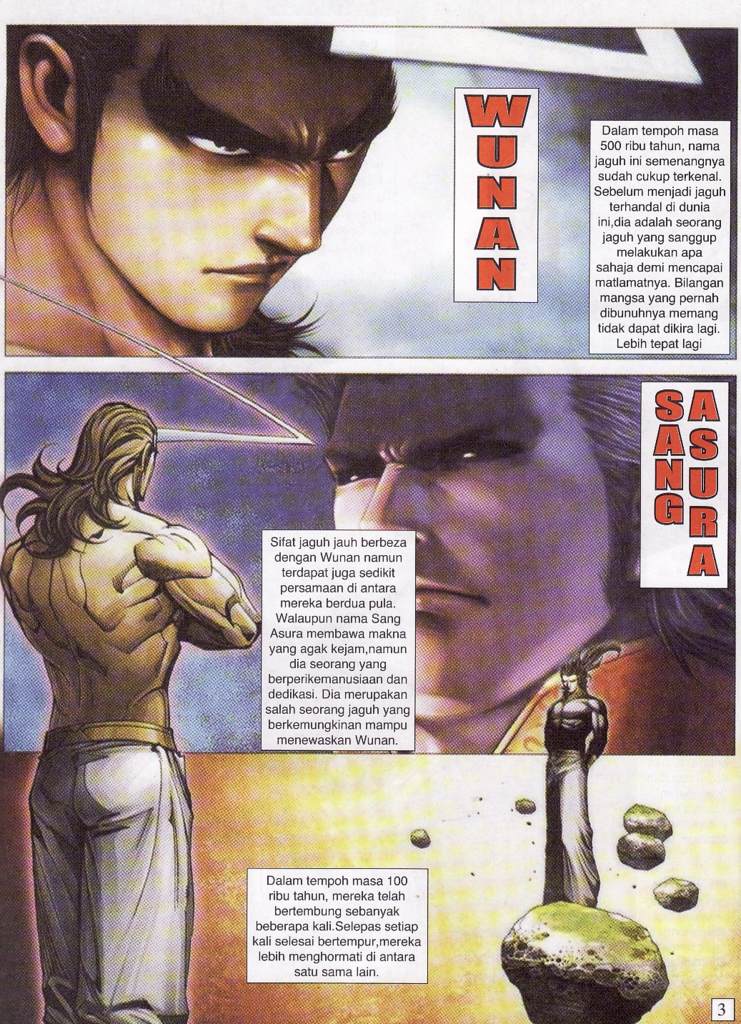 WUNAN
Dalam tempoh masa
500 ribu tahun, nama
jaguh ini semenangnya
sudah cukup terkenal.
Sebelum menjadi jaguh
terhandal di dunia
ini,dia adalah seorang
jaguh yang sanggup
melakukan apa
sahaja demi mencapai
matlamatnya. Bilangan
mangsa yang pernah
dibunuhnya memang
tidak dapat dikira lagi.
Lebih tepat lagi
SANG
ASURA
Sifat jaguh jauh berbeza
dengan Wunan namun
terdapat juga sedikit
persamaan di antara
mereka berdua pula.
Walaupun nama Sang
Asura membawa makna
yang agak kejam,namun
dia seorang yang
berperikemanusiaan dan
dedikasi. Dia merupakan
salah seorang jaguh yang
berkemungkinan mampu
menewaskan Wunan.
Dalam tempoh masa 100
ribu tahun, mereka telah
bertembung sebanyak
beberapa kali.Selepas setiap
kali selesai bertempur,mereka
lebih menghormati di antara
satu sama lain.
3